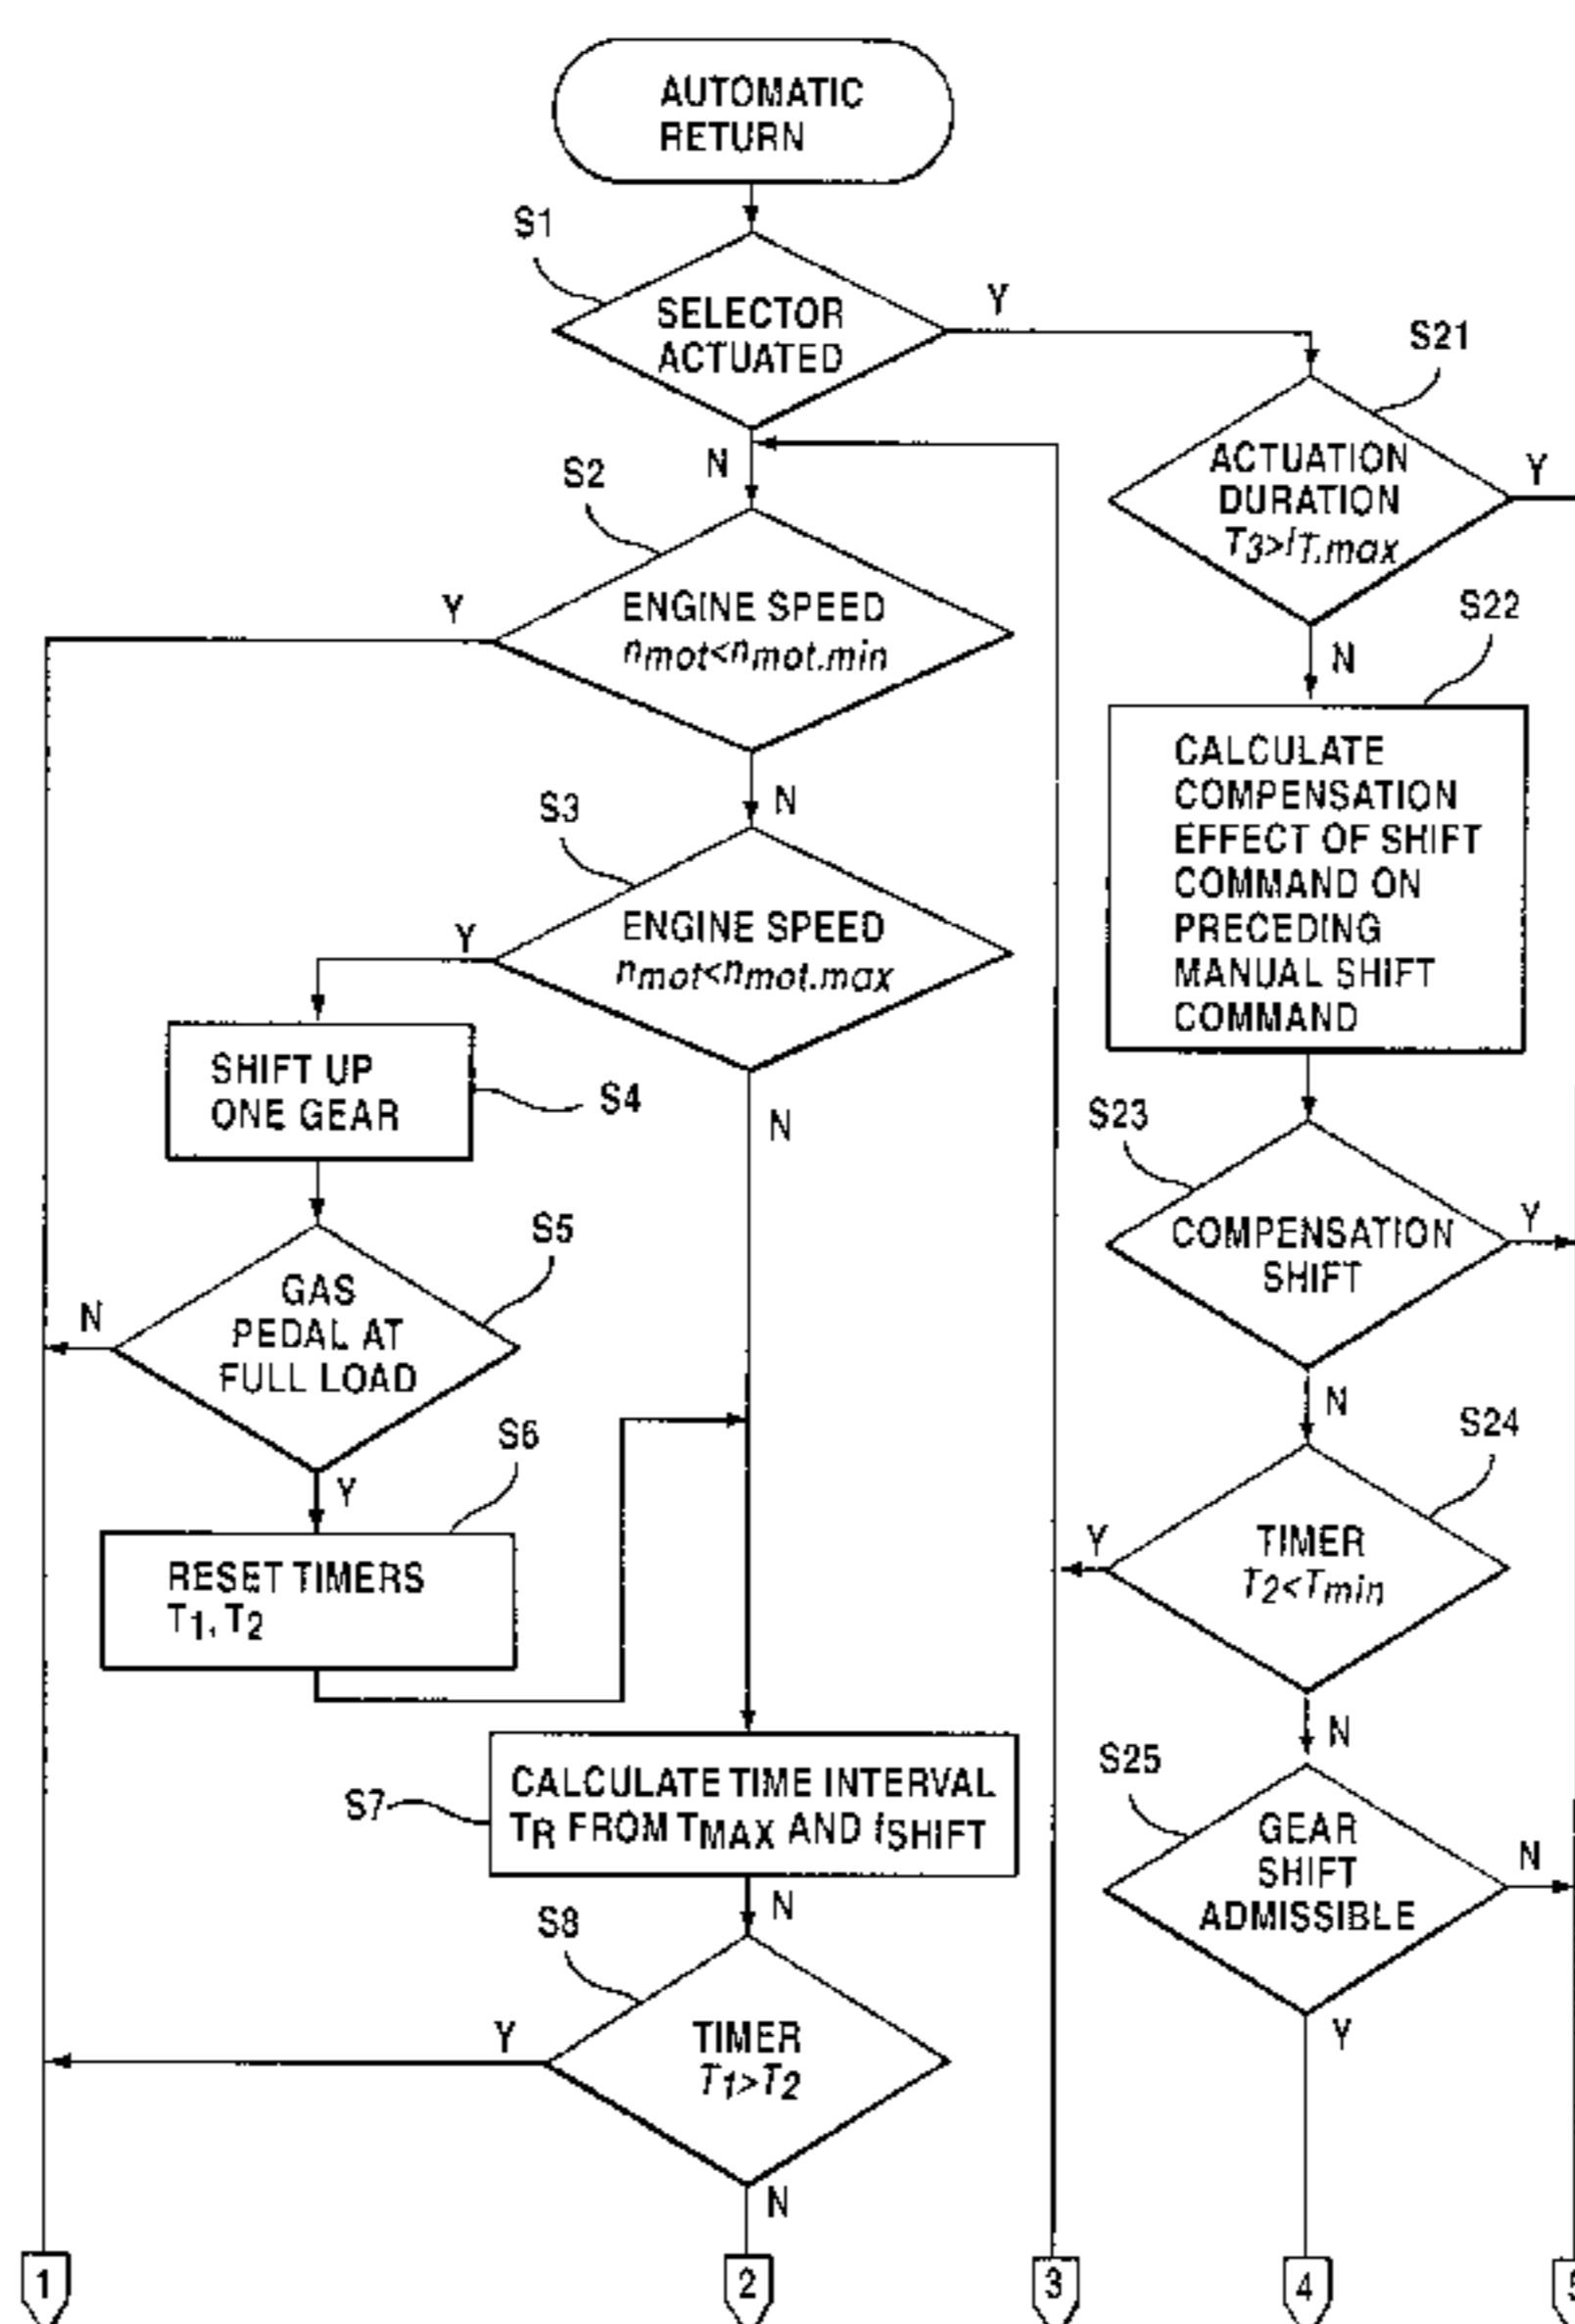 AUTOMATIC
RETURN
S1
SELECTOR
ACTUATED
Y
N
S21
ACTUATION
DURATION
T3>lT.max
Y
N
S2
ENGINE SPEED
nmot<nmot.min
Y
N
S22
CALCULATE
COMPENSATION
EFFECT OF SHIFT
COMMAND ON
PRECEDING
MANUAL SHIFT
COMMAND
S3
ENGINE SPEED
nmot<nmot.max
Y
N
SHIFT UP
ONE GEAR
S4
S23
COMPENSATION
SHIFT
Y
N
S5
GAS
PEDAL AT
FULL LOAD
N
Y
S6
RESET TIMERS
T1, T2
S24
TIMER
T2<Tmin
Y
N
S7
CALCULATE TIME INTERVAL
TR FROM TMAX AND fSHIFT
N
S25
GEAR
SHIFT
ADMISSIBLE
N
Y
S8
TIMER
T1>T2
Y
N
1
2
3
4
5